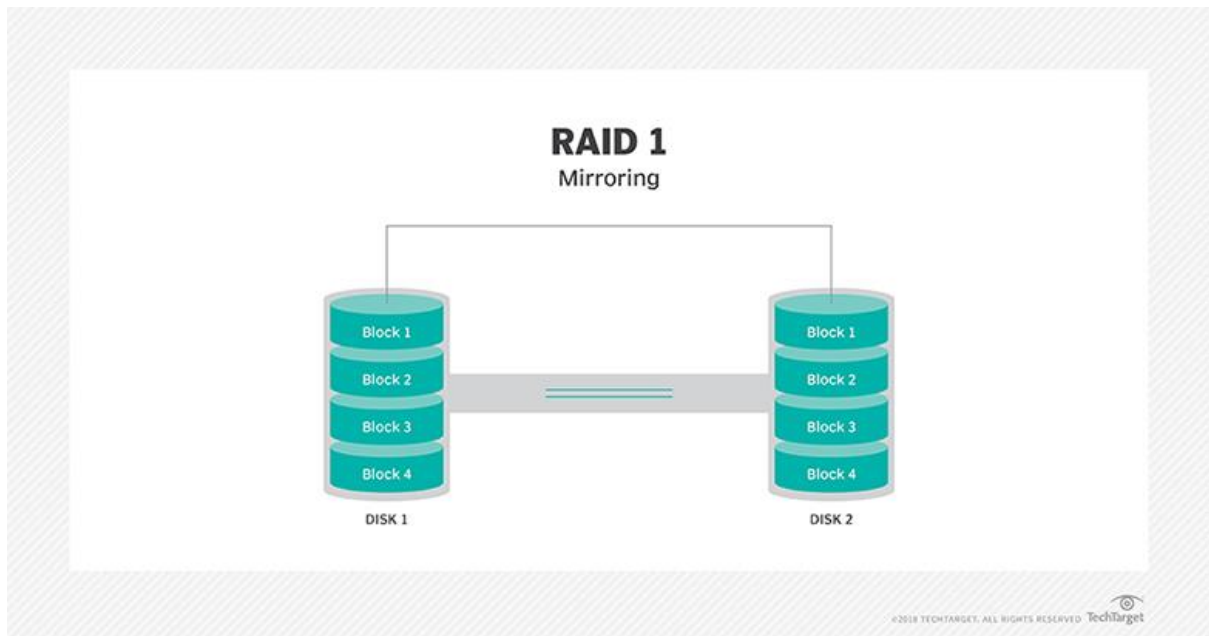 RAID 1
Mirroring
Block 1
Block 2
Block 3
Block 4
DISK 1
Block 1
Block 2
Block 3
Block 4
DISK 2
©2018 TECHTARGET. ALL RIGHTS RESERVED TechTarget